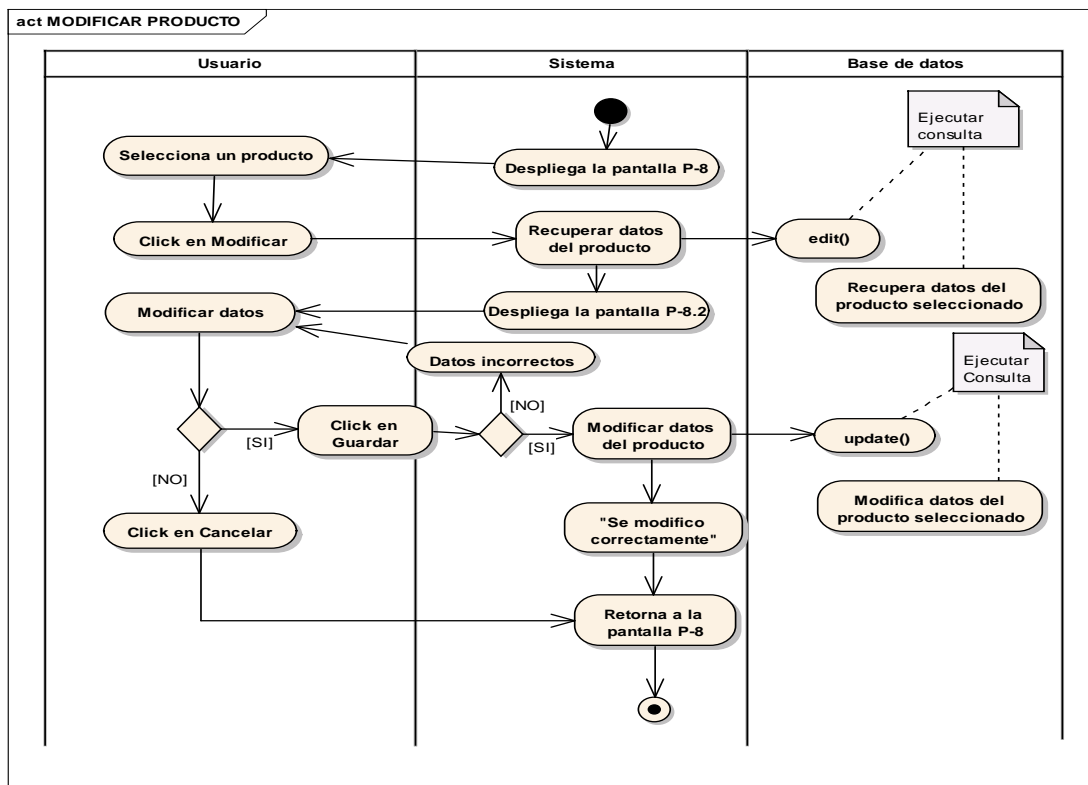 act MODIFICAR PRODUCTO
Usuario
Sistema
Base de datos
Ejecutar
consulta
Selecciona un producto
Despliega la pantalla P-8
Click en Modificar
Recuperar datos
del producto
edit()
Recupera datos del
producto seleccionado
Modificar datos
Despliega la pantalla P-8.2
Datos incorrectos
Ejecutar
Consulta
[NO]
Click en
Guardar
[SI]
Modificar datos
del producto
[SI]
update()
[NO]
Modifica datos del
producto seleccionado
Click en Cancelar
"Se modifico
correctamente"
Retorna a la
pantalla P-8